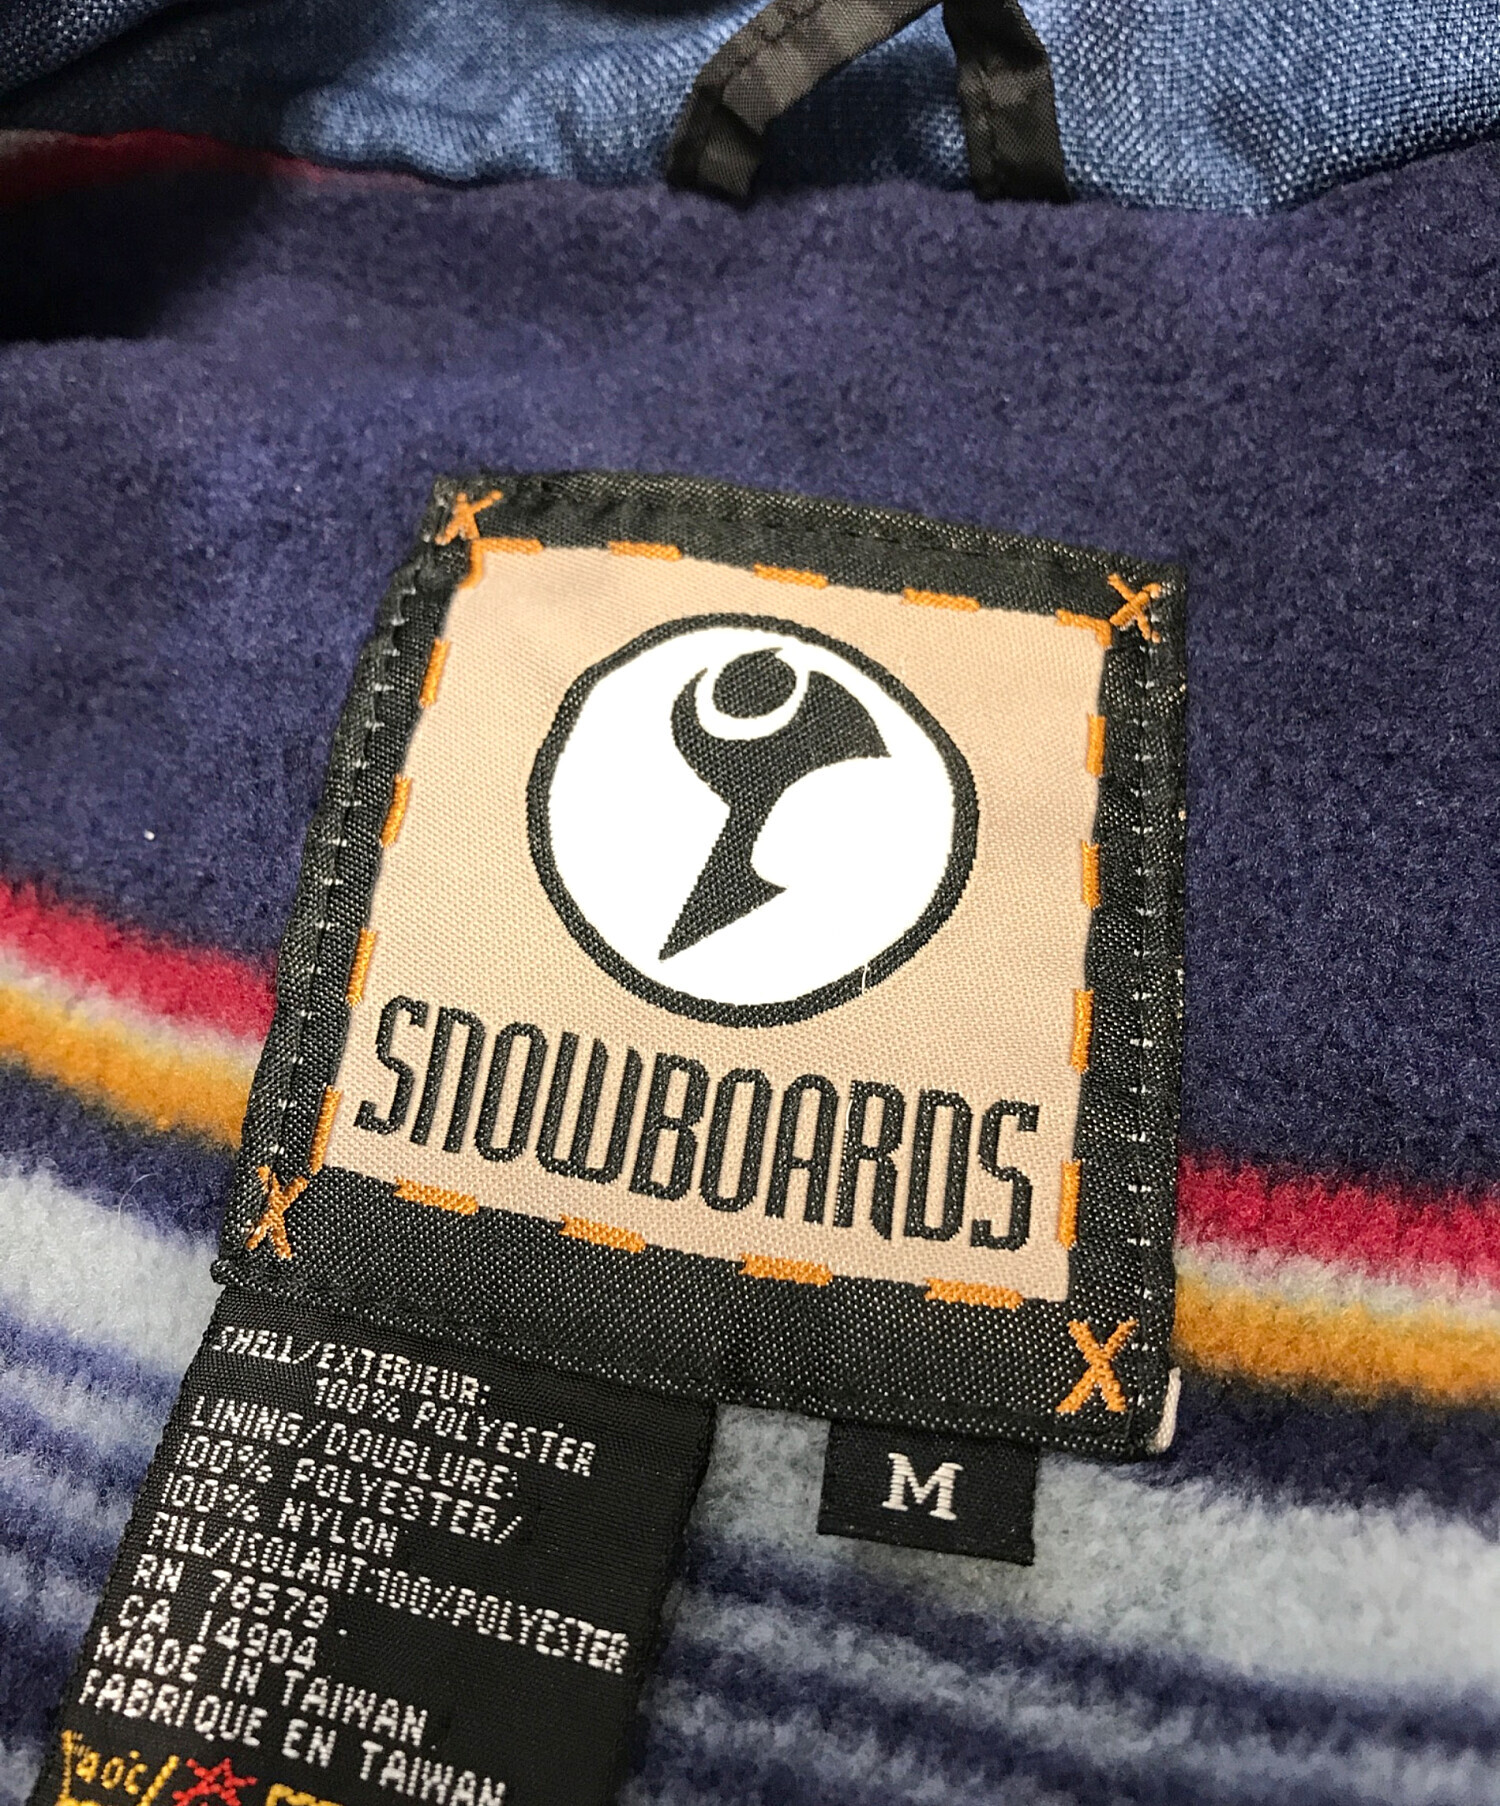 SNOWBOARDS
M
SHELL/EXTERIEUR:
100% POLYESTER
LINING/DOUBLURE:
100% POLYESTER/
100% NYLON
FILL/ISOLANT:100%POLYESTER
RN 76579
CA 14904
MADE IN TAIWAN
FABRIQUE EN TAIWAN